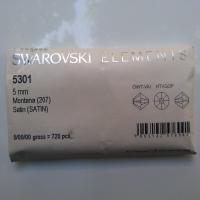 SWAROVSKI ELEMENTS
5301
5 mm
Montana (207)
Satin (SATIN)
5/00/00 gross = 720 pcs